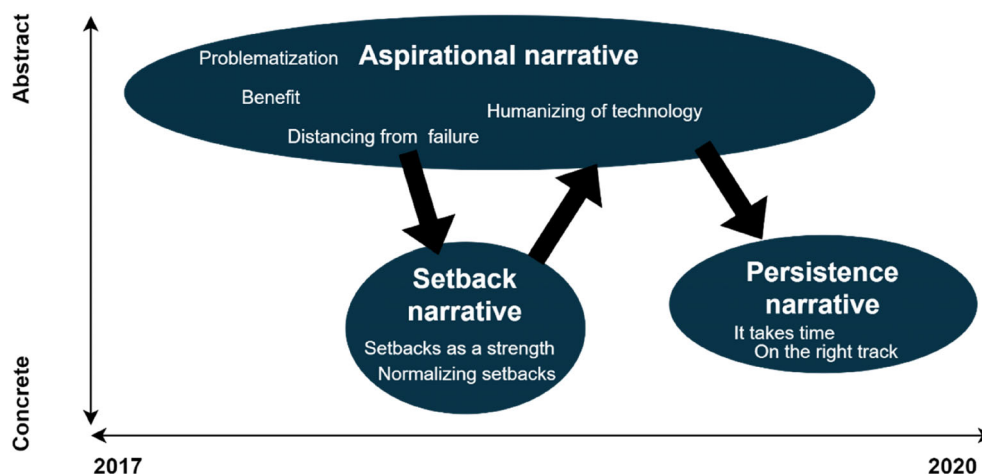 Abstract
Problematization
Aspirational narrative
Benefit
Humanizing of technology
Distancing from failure
Setback
narrative
Setbacks as a strength
Normalizing setbacks
Persistence
narrative
It takes time
On the right track
Concrete
2017
2020